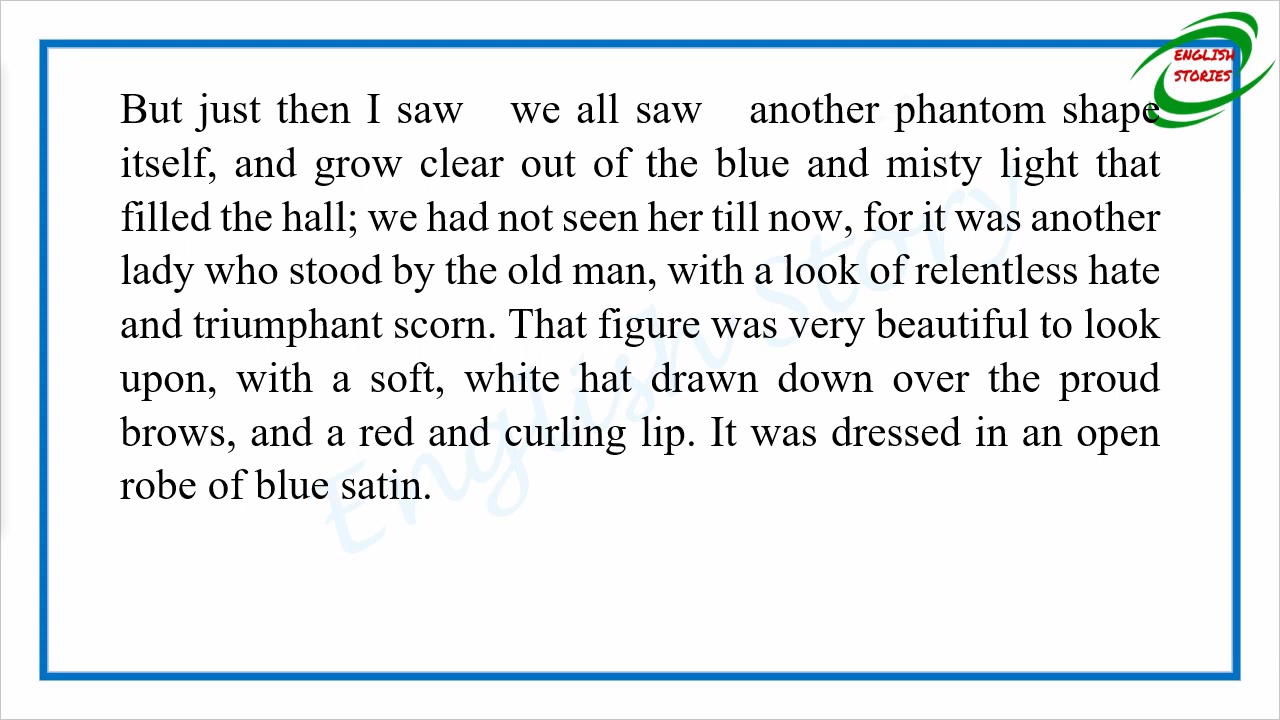 ENGLISH
STORIES
But just then I saw we all saw another phantom shape
itself, and grow clear out of the blue and misty light that
filled the hall; we had not seen her till now, for it was another
lady who stood by the old man, with a look of relentless hate
and triumphant scorn. That figure was very beautiful to look
upon, with a soft, white hat drawn down over the proud
brows, and a red and curling lip. It was dressed in an open
robe of blue satin.
English Story